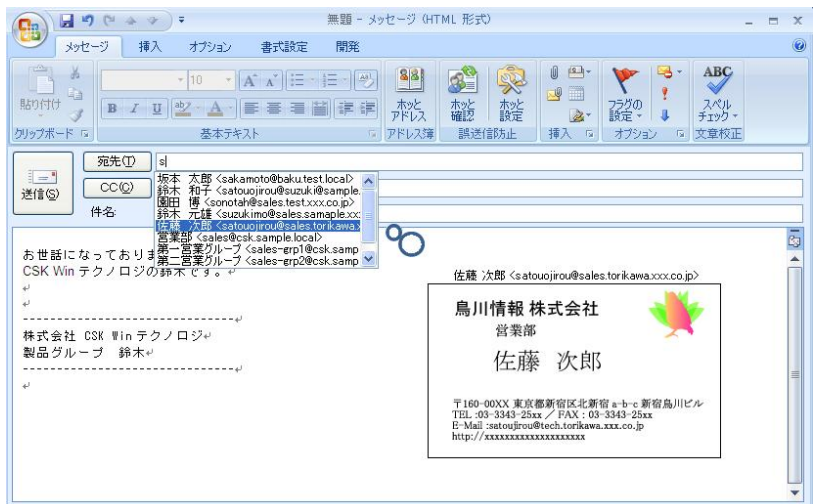 無題 - メッセージ (HTML 形式)
メッセージ 挿入 オプション 書式設定 開発
貼り付け
クリップボード
10
B I U
基本テキスト
ホッと
アドレス
アドレス帳
ホッと
確認
ホッと
設定
誤送信防止
挿入
フラグの
設定
オプション
ABC
スペル
チェック
文章校正
送信(S)
宛先(T)
s
CC(C)
件名:
坂本 太郎 <sakamoto@baku.test.local>
鈴木 和子 <satouojirou@suzuki@sample.
園田 博 <sonotah@sales.test.xxx.co.jp>
鈴木 元雄 <suzukimo@sales.samaple.xx:
佐藤 次郎 <satouojirou@sales.torikawa.x
営業部 <sales@csk.sample.local>
第一営業グループ <sales-grp1@csk.samp
第二営業グループ <sales-grp2@csk.samp
お世話になっておりま
CSK Win テクノロジの鈴木です。
--------------------------------
株式会社 CSK Win テクノロジ
製品グループ 鈴木
--------------------------------
佐藤 次郎 <satouojirou@sales.torikawa.xxx.co.jp>
鳥川情報 株式会社
営業部
佐藤 次郎
〒160-00XX 東京都新宿区北新宿 a-b-c 新宿鳥川ビル
TEL :03-3343-25xx / FAX : 03-3343-25xx
E-Mail :satoujirou@tech.torikawa.xxx.co.jp
http://xxxxxxxxxxxxxxxxxxxx